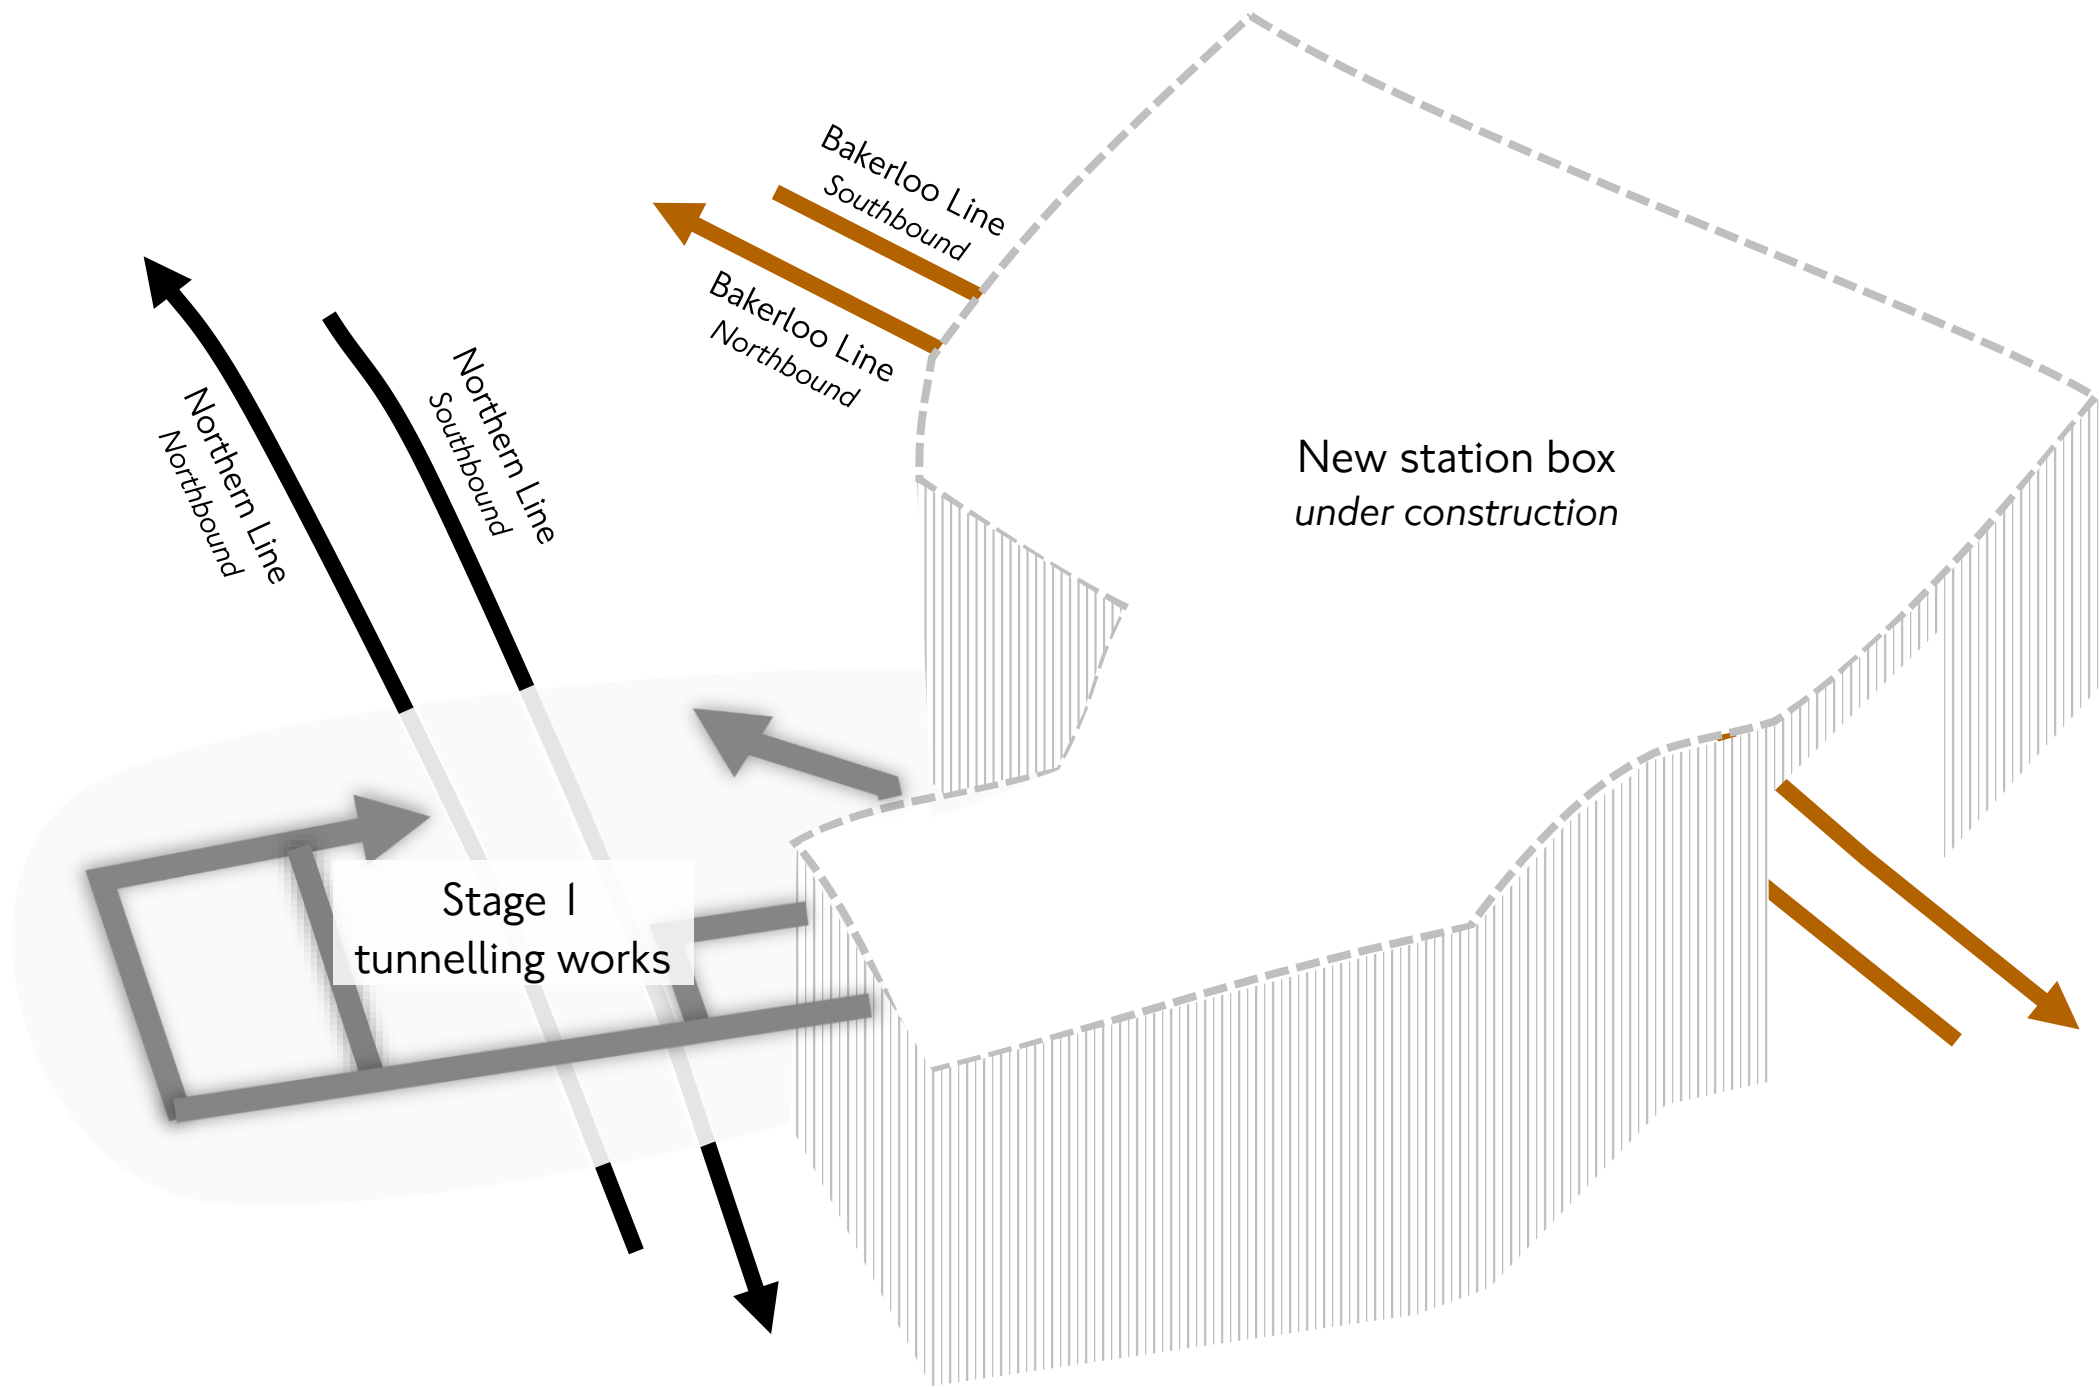 Bakerloo Line
Southbound
Bakerloo Line
Northbound
Northern Line
Southbound
Northern Line
Northbound
New station box
under construction
Stage 1
tunnelling works